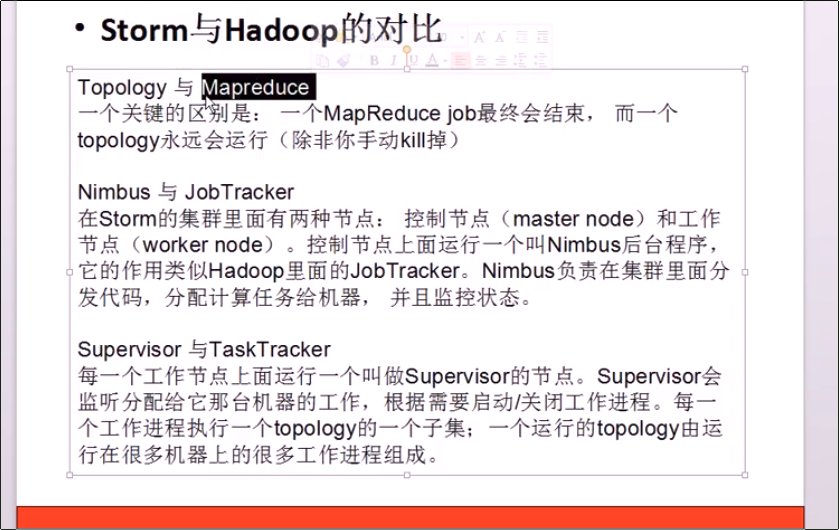 • Storm与Hadoop的对比
Topology 与 Mapreduce
一个关键的区别是： 一个MapReduce job最终会结束， 而一个
topology永远会运行（除非你手动kill掉）
Nimbus 与 JobTracker
在Storm的集群里面有两种节点： 控制节点（master node）和工作
节点（worker node）。控制节点上面运行一个叫Nimbus后台程序，
它的作用类似Hadoop里面的JobTracker。Nimbus负责在集群里面分
发代码，分配计算任务给机器， 并且监控状态。
Supervisor 与TaskTracker
每一个工作节点上面运行一个叫做Supervisor的节点。Supervisor会
监听分配给它那台机器的工作，根据需要启动/关闭工作进程。每一
个工作进程执行一个topology的一个子集；一个运行的topology由运
行在很多机器上的很多工作进程组成。